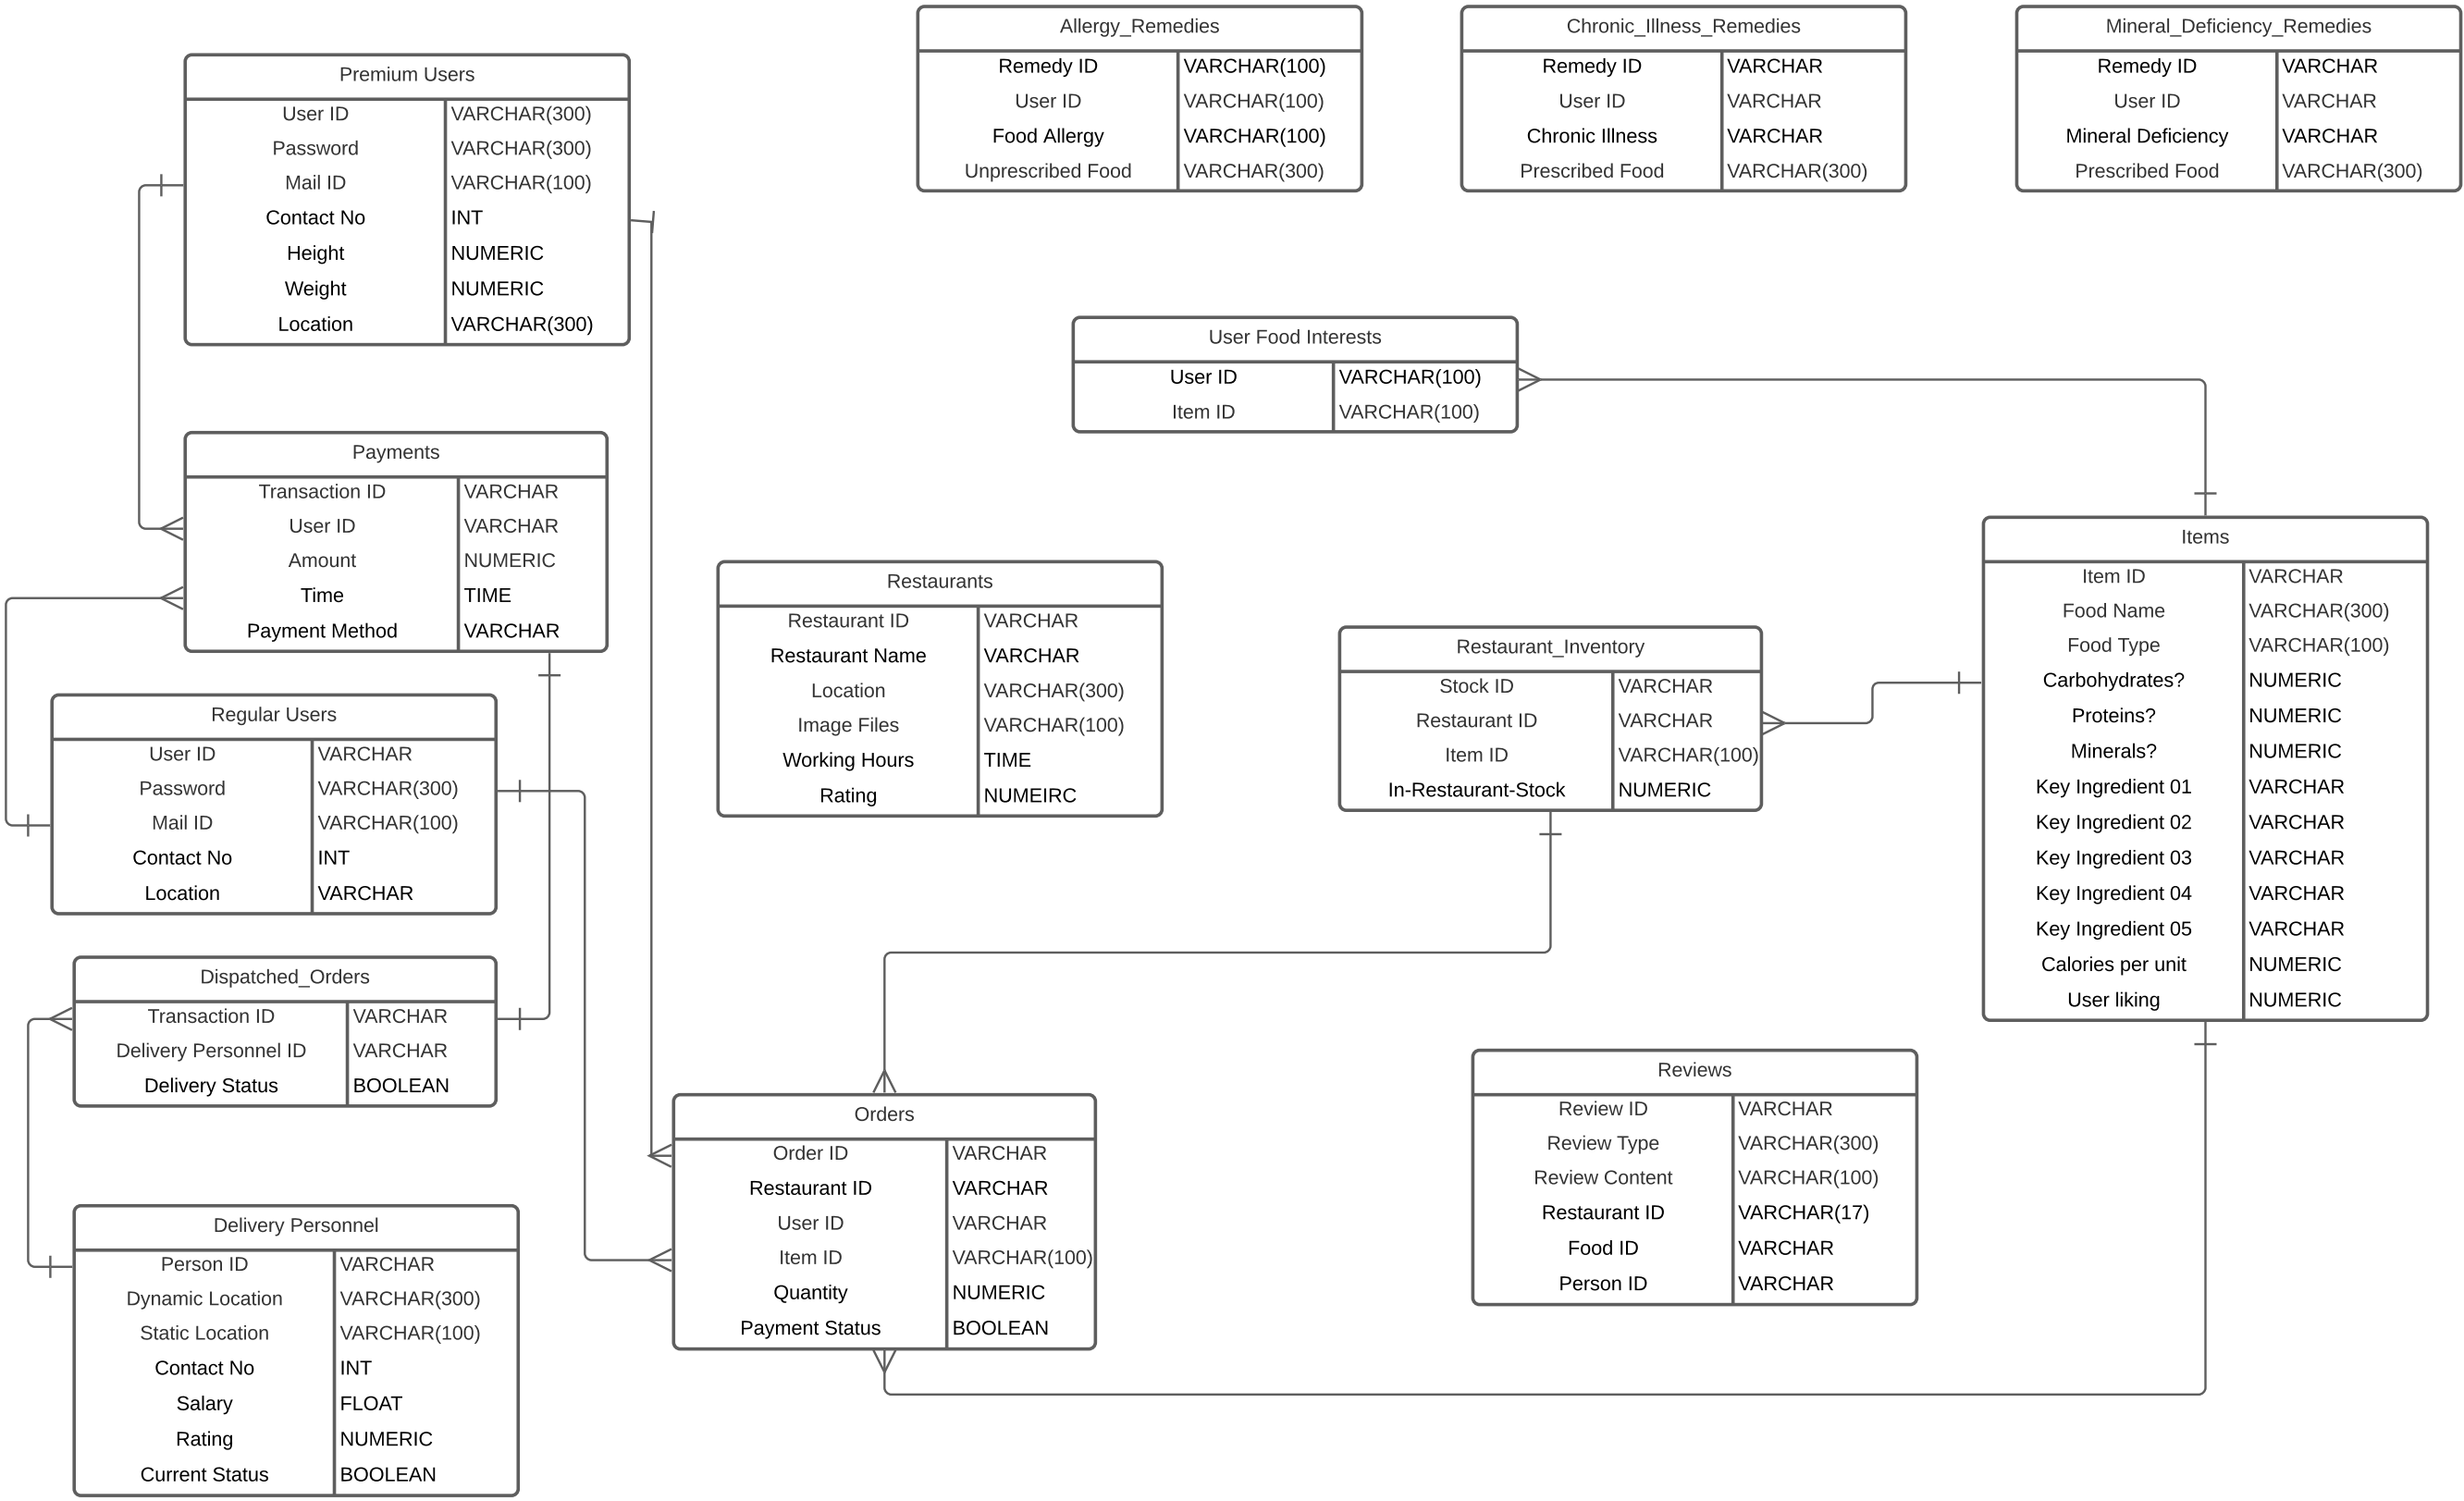 Premium Users
User ID VARCHAR(300)
Password VARCHAR(300)
Mail ID VARCHAR(100)
Contact No INT
Height NUMERIC
Weight NUMERIC
Location VARCHAR(300)
Allergy_Remedies
Remedy ID VARCHAR(100)
User ID VARCHAR(100)
Food Allergy VARCHAR(100)
Unprescribed Food VARCHAR(300)
Chronic_Illness_Remedies
Remedy ID VARCHAR
User ID VARCHAR
Chronic Illness VARCHAR
Prescribed Food VARCHAR(300)
Mineral_Deficiency_Remedies
Remedy ID VARCHAR
User ID VARCHAR
Mineral Deficiency VARCHAR
Prescribed Food VARCHAR(300)
User Food Interests
User ID VARCHAR(100)
Item ID VARCHAR(100)
Payments
Transaction ID VARCHAR
User ID VARCHAR
Amount NUMERIC
Time TIME
Payment Method VARCHAR
Restaurants
Restaurant ID VARCHAR
Restaurant Name VARCHAR
Location VARCHAR(300)
Image Files VARCHAR(100)
Working Hours TIME
Rating NUMEIRC
Restaurant_Inventory
Stock ID VARCHAR
Restaurant ID VARCHAR
Item ID VARCHAR(100)
In-Restaurant-Stock NUMERIC
Items
Item ID VARCHAR
Food Name VARCHAR(300)
Food Type VARCHAR(100)
Carbohydrates? NUMERIC
Proteins? NUMERIC
Minerals? NUMERIC
Key Ingredient 01 VARCHAR
Key Ingredient 02 VARCHAR
Key Ingredient 03 VARCHAR
Key Ingredient 04 VARCHAR
Key Ingredient 05 VARCHAR
Calories per unit NUMERIC
User liking NUMERIC
Regular Users
User ID VARCHAR
Password VARCHAR(300)
Mail ID VARCHAR(100)
Contact No INT
Location VARCHAR
Dispatched_Orders
Transaction ID VARCHAR
Delivery Personnel ID VARCHAR
Delivery Status BOOLEAN
Delivery Personnel
Person ID VARCHAR
Dynamic Location VARCHAR(300)
Static Location VARCHAR(100)
Contact No INT
Salary FLOAT
Rating NUMERIC
Current Status BOOLEAN
Orders
Order ID VARCHAR
Restaurant ID VARCHAR
User ID VARCHAR
Item ID VARCHAR(100)
Quantity NUMERIC
Payment Status BOOLEAN
Reviews
Review ID VARCHAR
Review Type VARCHAR(300)
Review Content VARCHAR(100)
Restaurant ID VARCHAR(17)
Food ID VARCHAR
Person ID VARCHAR